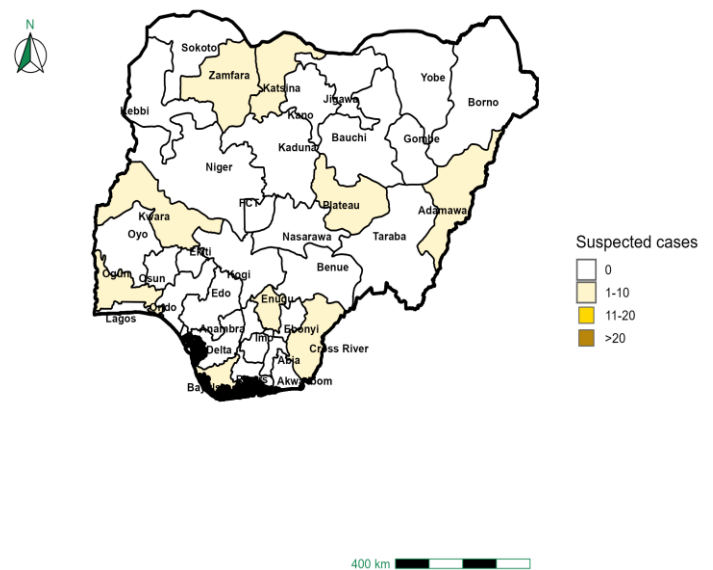 N
Sokoto
Zamfara
Katsina
Yobe
Borno
Jigawa
Kebbi
Kano
Bauchi
Gombe
Kaduna
Niger
FCT
Plateau
Adamawa
Kwara
Oyo
Nasarawa
Taraba
Ekiti
Ogun
Osun
Kogi
Benue
Suspected cases
0
1-10
11-20
>20
Edo
Enugu
Ondo
Lagos
Anambra
Ebonyi
Imo
Delta
Cross River
Abia
Akwa Ibom
400 km